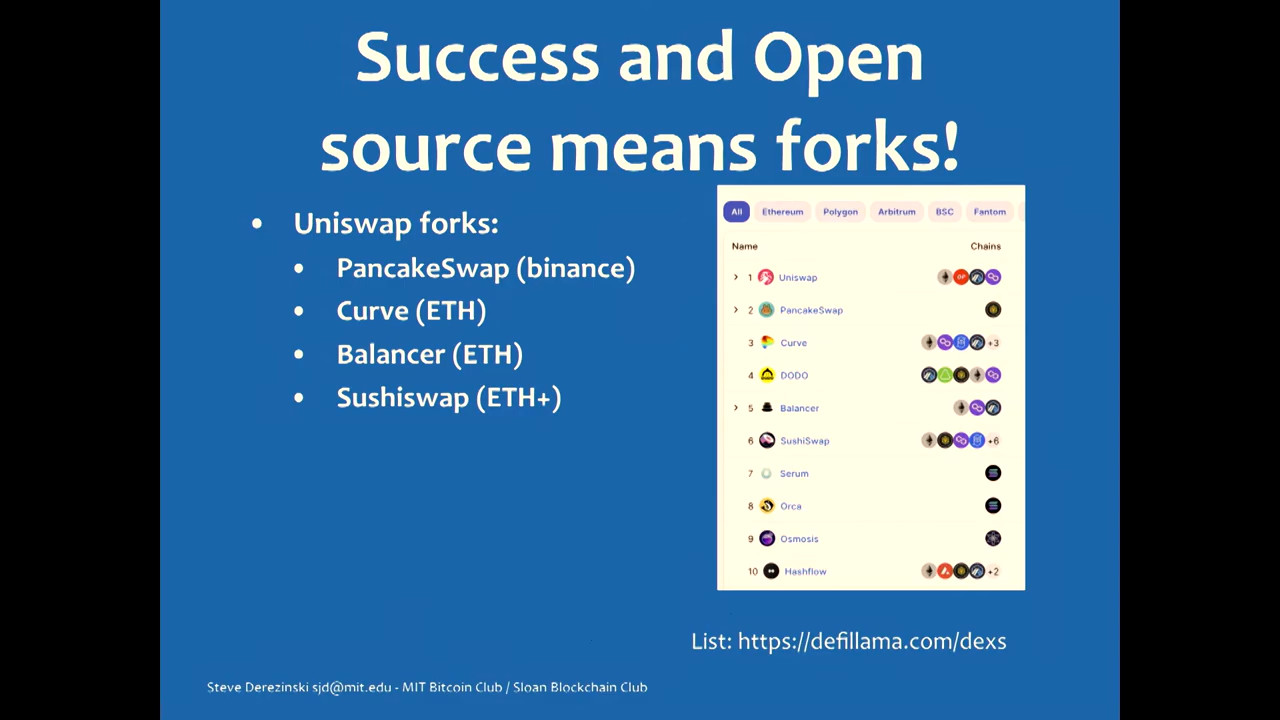 Success and Open
source means forks!
• Uniswap forks:
• PancakeSwap (binance)
• Curve (ETH)
• Balancer (ETH)
• Sushiswap (ETH+)
All Ethereum Polygon Arbitrum BSC Fantom
Name Chains
› 1 Uniswap OP
› 2 PancakeSwap
3 Curve +3
4 DODO
› 5 Balancer
6 SushiSwap +6
7 Serum
8 Orca
9 Osmosis
10 Hashflow +2
List: https://defillama.com/dexs
Steve Derezinski sjd@mit.edu - MIT Bitcoin Club / Sloan Blockchain Club